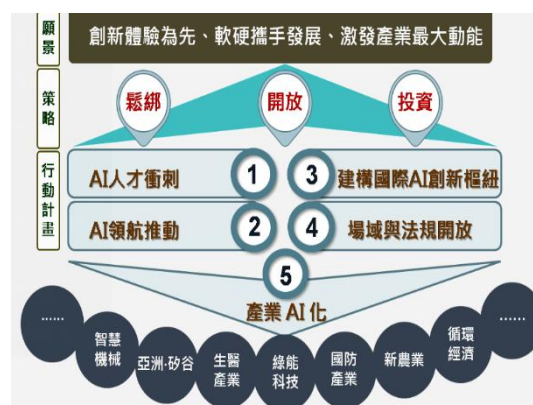 願景
創新體驗為先、軟硬攜手發展、激發產業最大動能
策略
鬆綁
開放
投資
行動計畫
AI人才衝刺
1
3
建構國際AI創新樞紐
AI領航推動
2
4
場域與法規開放
5
產業AI化
......
智慧
機械
亞洲·矽谷
生醫
產業
綠能
科技
國防
產業
新農業
循環
經濟
......